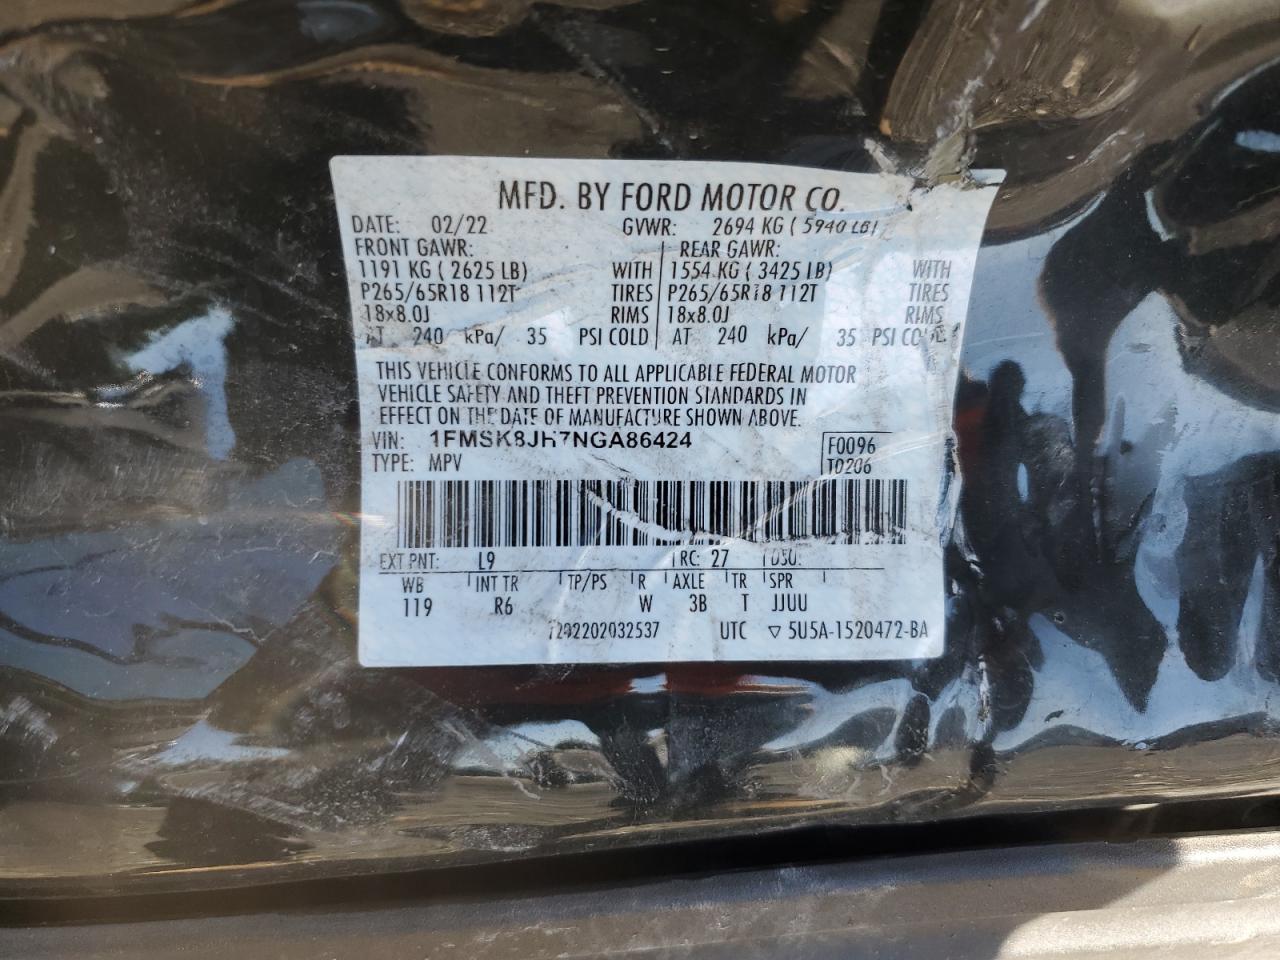 MFD. BY FORD MOTOR CO.
DATE: 02/22 GVWR: 2694 KG ( 5940 LB)
FRONT GAWR: REAR GAWR:
1191 KG ( 2625 LB) WITH 1554 KG ( 3425 LB) WITH
P265/65R18 112T TIRES P265/65R18 112T TIRES
18x8.0J RIMS 18x8.0J RIMS
AT 240 kPa/ 35 PSI COLD AT 240 kPa/ 35 PSI COLD
THIS VEHICLE CONFORMS TO ALL APPLICABLE FEDERAL MOTOR
VEHICLE SAFETY AND THEFT PREVENTION STANDARDS IN
EFFECT ON THE DATE OF MANUFACTURE SHOWN ABOVE.
VIN: 1FMSK8JH7NGA86424 F0096
TYPE: MPV T0206
EXT PNT: L9 RC: 27 DSO:
WB INT TR TP/PS R AXLE TR SPR
119 R6 W 3B T JJUU
UTC ▽ 5U5A-1520472-BA